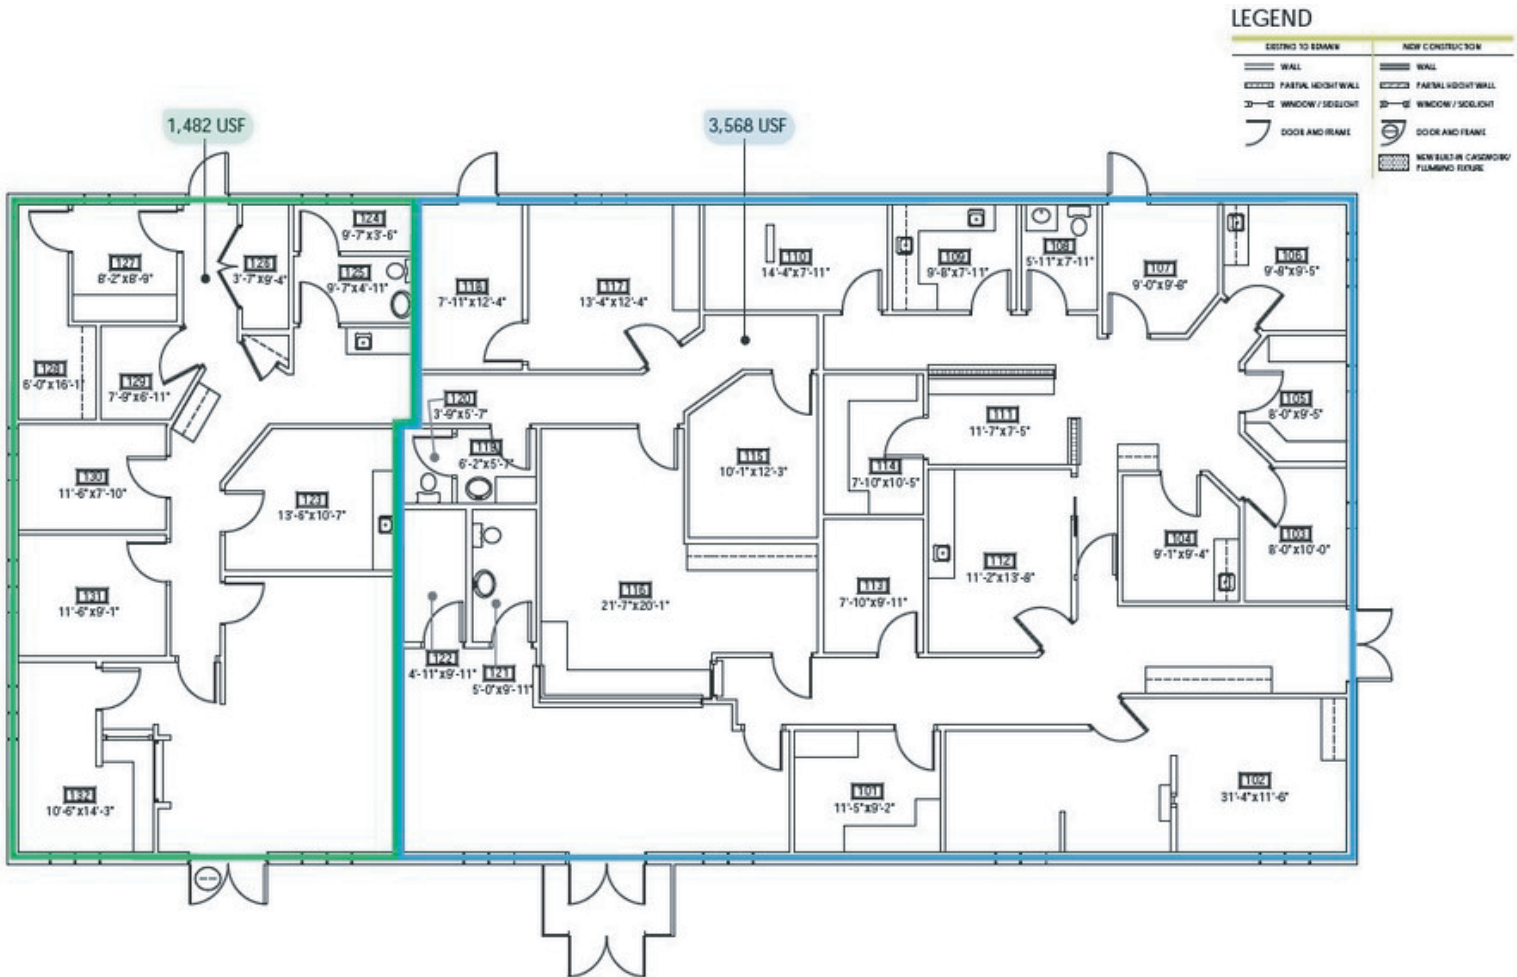 LEGEND
EXISTING TO REMAIN
NEW CONSTRUCTION
WALL
WALL
PARTIAL HEIGHT WALL
PARTIAL HEIGHT WALL
WINDOW / SIDELIGHT
WINDOW / SIDELIGHT
DOOR AND FRAME
DOOR AND FRAME
NEW BUILT-IN CASEWORK/
PLUMBING FIXTURE
1,482 USF
3,568 USF
124
9'-7"x3'-6"
127
8'-2"x8'-9"
126
3'-7"x9'-4"
125
9'-7"x4'-11"
118
7'-11"x12'-4"
117
13'-4"x12'-4"
110
14'-4"x7'-11"
109
9'-8"x7'-11"
108
5'-11"x7'-11"
107
9'-0"x9'-8"
106
9'-8"x9'-5"
128
6'-0"x16'-1"
129
7'-9"x6'-11"
120
3'-9"x5'-7"
119
6'-2"x5'-7"
111
11'-7"x7'-5"
105
8'-0"x9'-5"
115
10'-1"x12'-3"
114
7'-10"x10'-5"
130
11'-6"x7'-10"
123
13'-6"x10'-7"
104
9'-1"x9'-4"
103
8'-0"x10'-0"
112
11'-2"x13'-8"
131
11'-6"x9'-1"
116
21'-7"x20'-1"
113
7'-10"x9'-11"
122
4'-11"x9'-11"
121
5'-0"x9'-11"
132
10'-6"x14'-3"
101
11'-5"x9'-2"
102
31'-4"x11'-6"